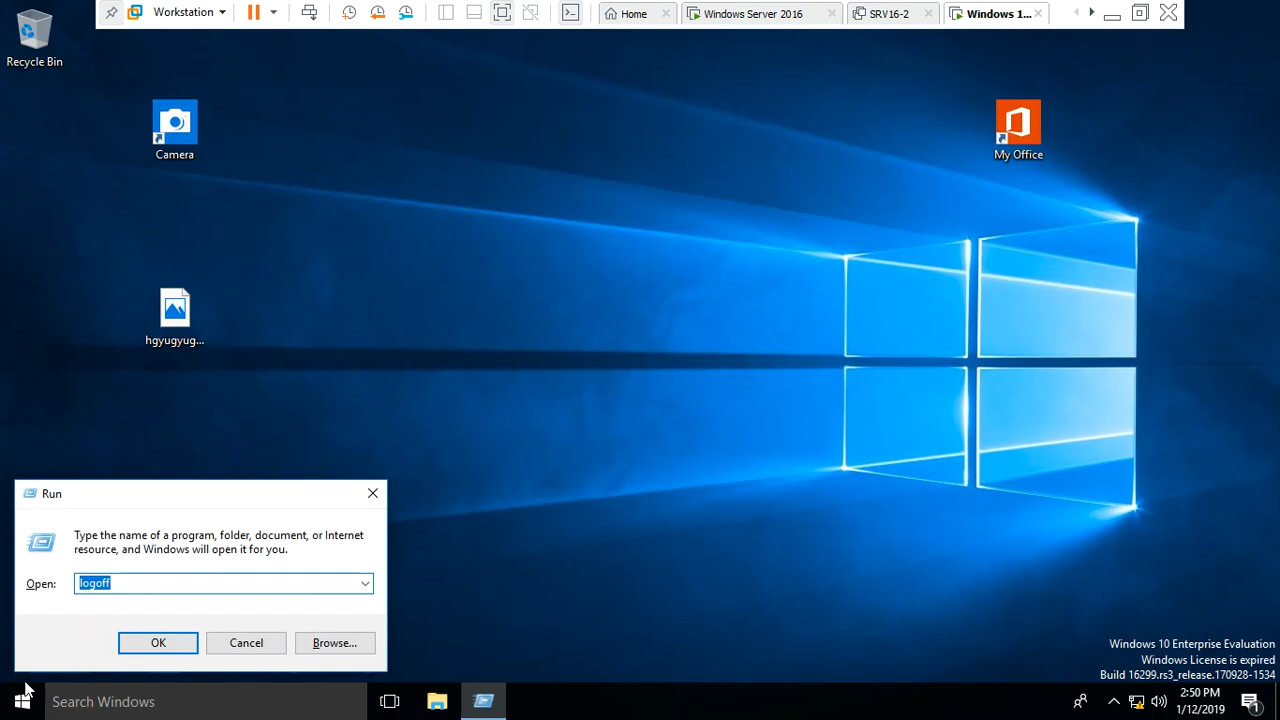 Workstation
Home
Windows Server 2016
SRV16-2
Windows 1...
Recycle Bin
Camera
My Office
hgyugyug...
Run
Type the name of a program, folder, document, or Internet
resource, and Windows will open it for you.
Open:
logoff
OK
Cancel
Browse...
Windows 10 Enterprise Evaluation
Windows License is expired
Build 16299.rs3_release.170928-1534
Search Windows
2:50 PM
1/12/2019
1